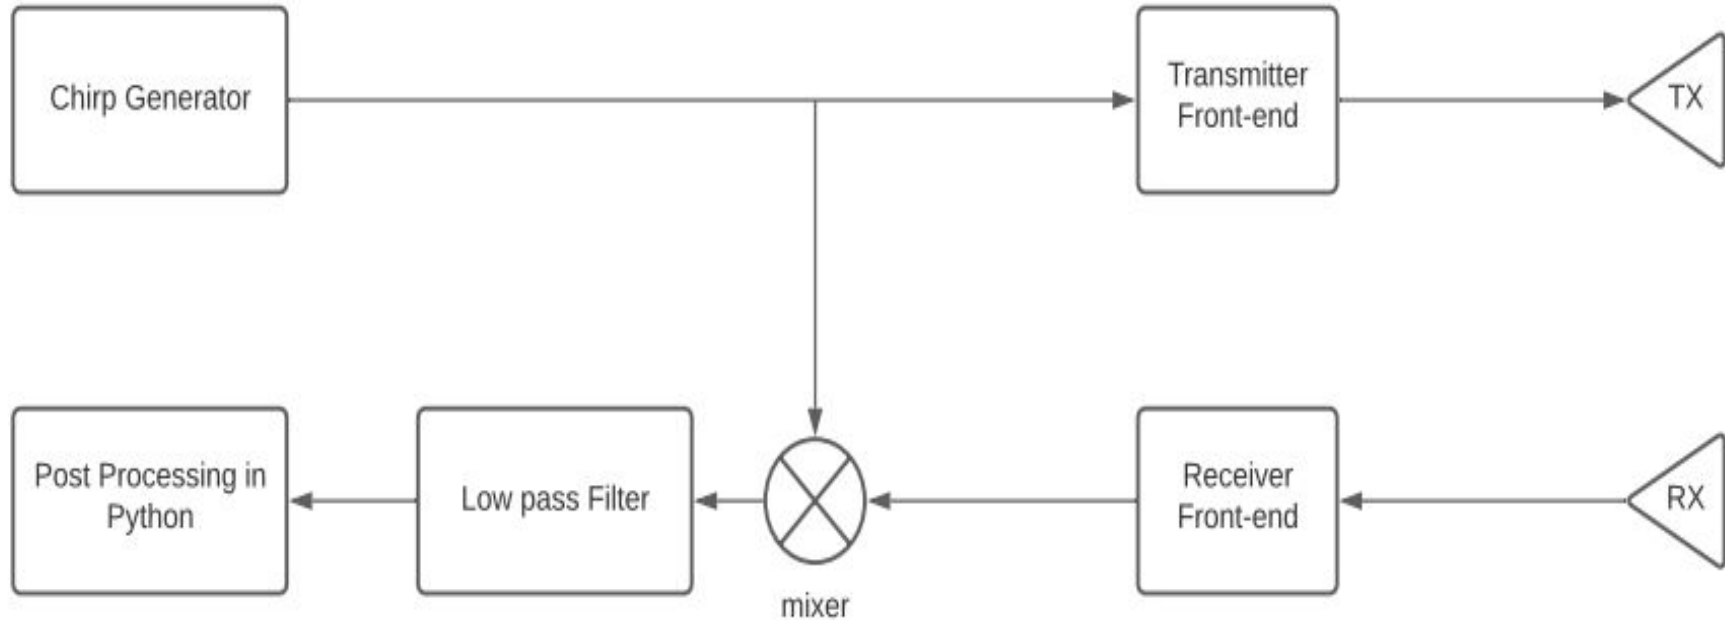 Chirp Generator
Transmitter
Front-end
TX
Post Processing in
Python
Low pass Filter
mixer
Receiver
Front-end
RX